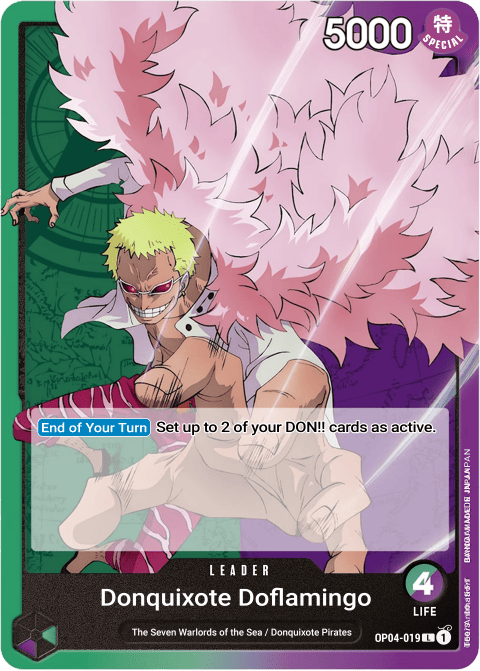 5000
特
SPECIAL
End of Your Turn Set up to 2 of your DON!! cards as active.
LEADER
Donquixote Doflamingo
4
LIFE
The Seven Warlords of the Sea / Donquixote Pirates
OP04-019 L 1